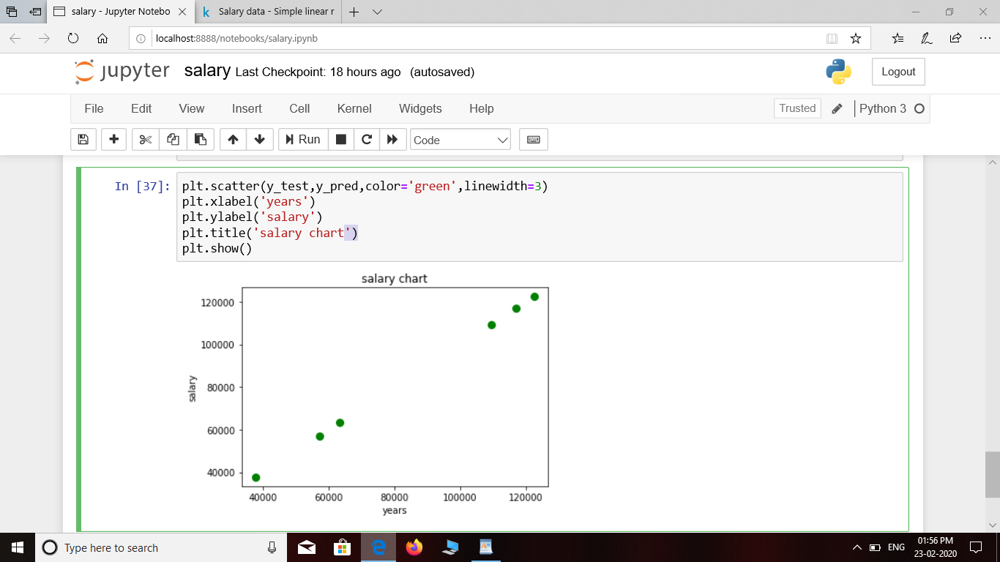 salary - Jupyter Notebo
Salary data - Simple linear r
localhost:8888/notebooks/salary.ipynb
jupyter salary Last Checkpoint: 18 hours ago (autosaved)
Logout
File Edit View Insert Cell Kernel Widgets Help
Trusted
Python 3
Run
Code
In [37]:
plt.scatter(y_test,y_pred,color='green',linewidth=3)
plt.xlabel('years')
plt.ylabel('salary')
plt.title('salary chart')
plt.show()
salary chart
120000
100000
80000
60000
40000
salary
40000 60000 80000 100000 120000
years
Type here to search
ENG
01:56 PM
23-02-2020